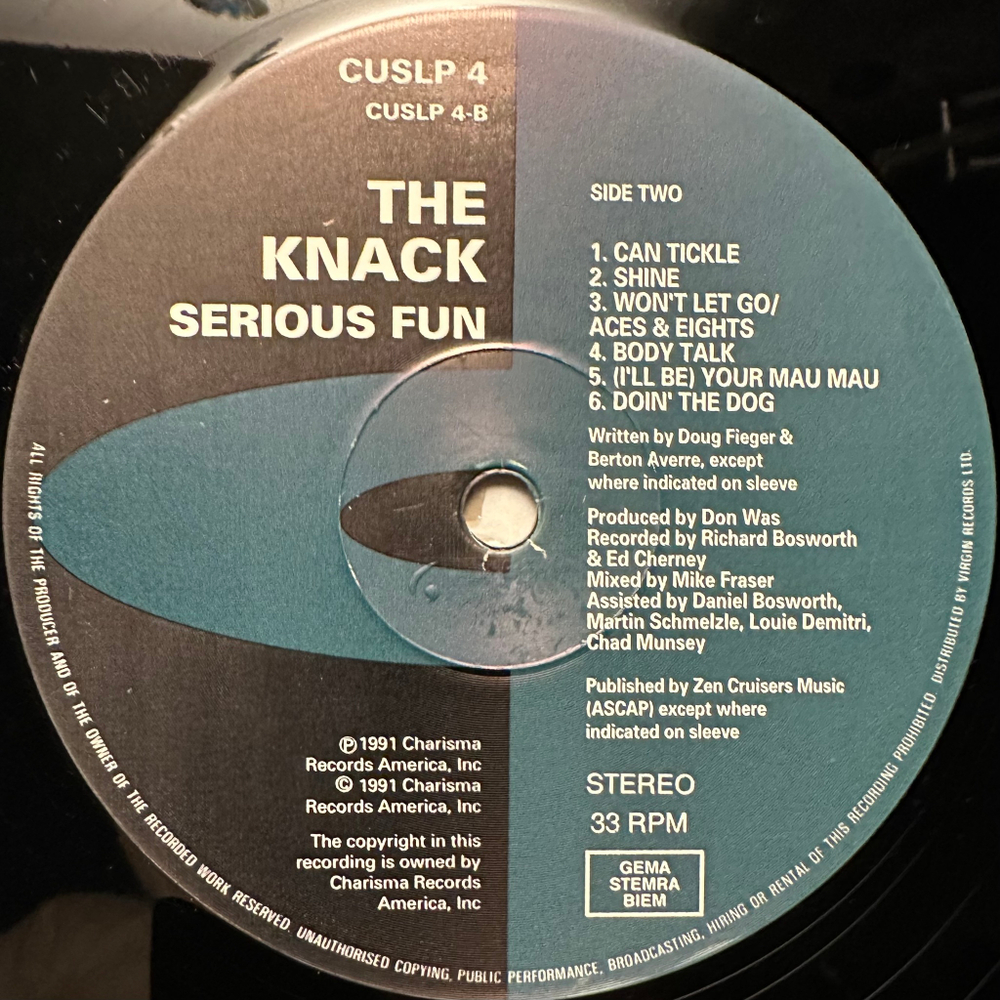 CUSLP 4
CUSLP 4-B
THE
KNACK
SERIOUS FUN
SIDE TWO
1. CAN TICKLE
2. SHINE
3. WON'T LET GO/
ACES & EIGHTS
4. BODY TALK
5. (I'LL BE) YOUR MAU MAU
6. DOIN' THE DOG
Written by Doug Fieger &
Berton Averre, except
where indicated on sleeve
Produced by Don Was
Recorded by Richard Bosworth
& Ed Cherney
Mixed by Mike Fraser
Assisted by Daniel Bosworth,
Martin Schmelzle, Louie Demitri,
Chad Munsey
Published by Zen Cruisers Music
(ASCAP) except where
indicated on sleeve
STEREO
33 RPM
GEMA
STEMRA
BIEM
℗ 1991 Charisma
Records America, Inc
© 1991 Charisma
Records America, Inc
The copyright in this
recording is owned by
Charisma Records
America, Inc
ALL RIGHTS OF THE PRODUCER AND OF THE OWNER OF THE RECORDED WORK RESERVED. UNAUTHORISED COPYING, PUBLIC PERFORMANCE, BROADCASTING, HIRING OR RENTAL OF THIS RECORDING PROHIBITED. DISTRIBUTED BY VIRGIN RECORDS LTD.